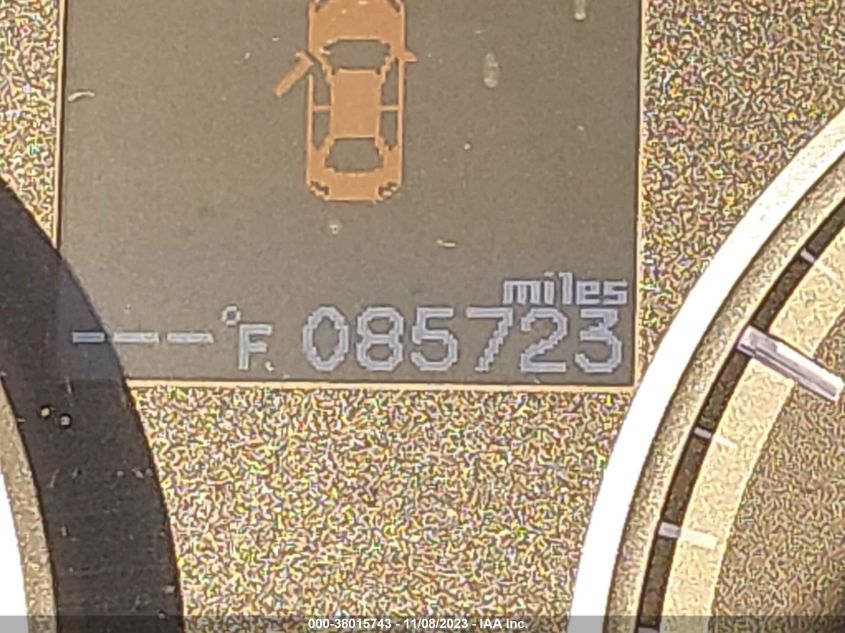 miles
---°F 085723
000-38015743 - 11/08/2023 - IAA Inc.